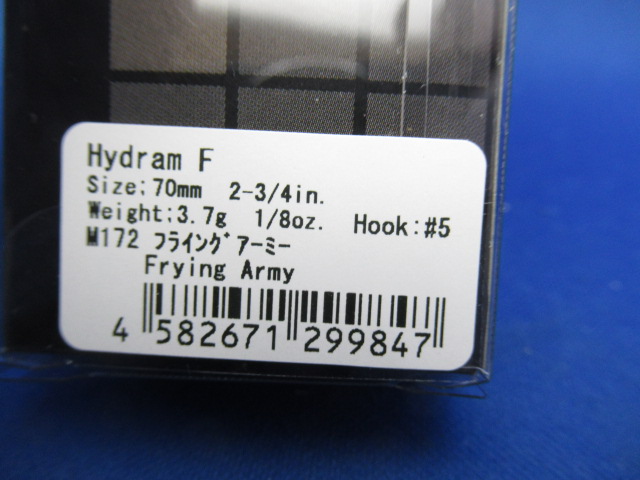 Hydram F
Size;70mm 2-3/4in.
Weight;3.7g 1/8oz. Hook:#5
M172 フライングアーミー
Frying Army
4 582671 299847